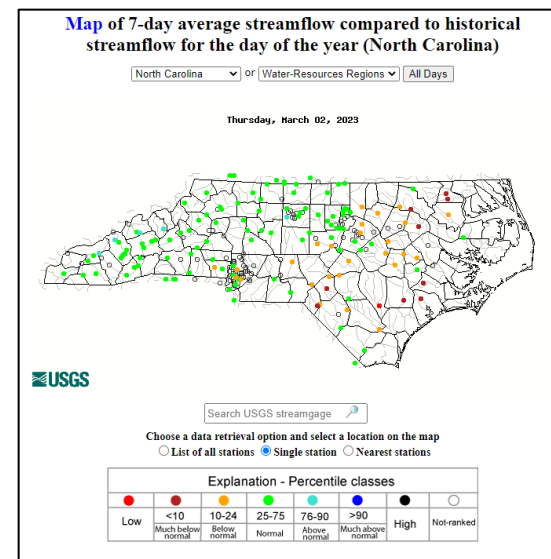 Map of 7-day average streamflow compared to historical
streamflow for the day of the year (North Carolina)
North Carolina or Water-Resources Regions All Days
Thursday, March 02, 2023
USGS
Search USGS streamgage
Choose a data retrieval option and select a location on the map
List of all stations Single station Nearest stations
Explanation - Percentile classes
Low <10 10-24 25-75 76-90 >90 High Not-ranked
Much below normal Below normal Normal Above normal Much above normal